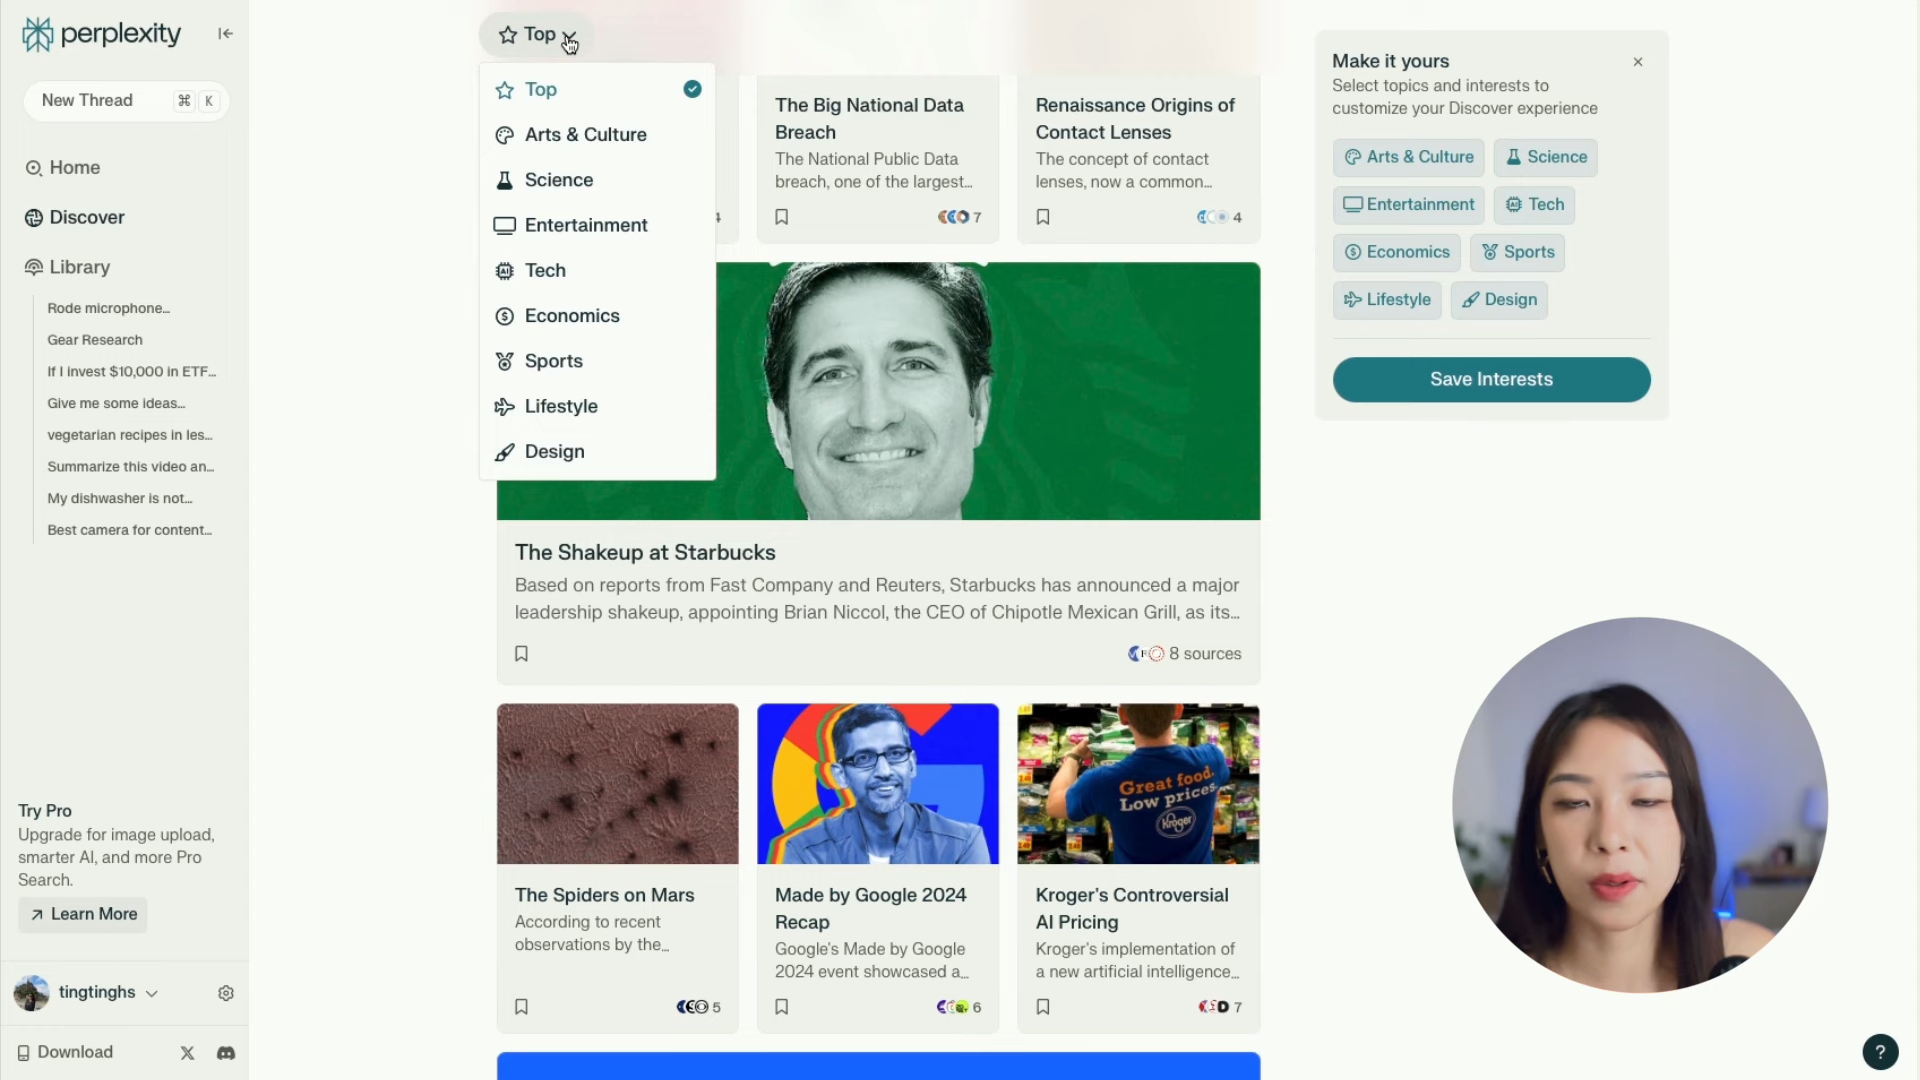 perplexity
New Thread ⌘ K
Home
Discover
Library
Rode microphone...
Gear Research
If I invest $10,000 in ETF...
Give me some ideas...
vegetarian recipes in les...
Summarize this video an...
My dishwasher is not...
Best camera for content...
Try Pro
Upgrade for image upload,
smarter AI, and more Pro
Search.
Learn More
tingtinghs
Download
Top
Top
Arts & Culture
Science
Entertainment
Tech
Economics
Sports
Lifestyle
Design
4
The Big National Data
Breach
The National Public Data
breach, one of the largest...
7
Renaissance Origins of
Contact Lenses
The concept of contact
lenses, now a common...
4
The Shakeup at Starbucks
Based on reports from Fast Company and Reuters, Starbucks has announced a major
leadership shakeup, appointing Brian Niccol, the CEO of Chipotle Mexican Grill, as its...
8 sources
The Spiders on Mars
According to recent
observations by the...
5
Made by Google 2024
Recap
Google's Made by Google
2024 event showcased a...
6
Great food.
Low prices.
Kroger
Kroger's Controversial
AI Pricing
Kroger's implementation of
a new artificial intelligence...
7
Make it yours
Select topics and interests to
customize your Discover experience
Arts & Culture Science
Entertainment Tech
Economics Sports
Lifestyle Design
Save Interests
?